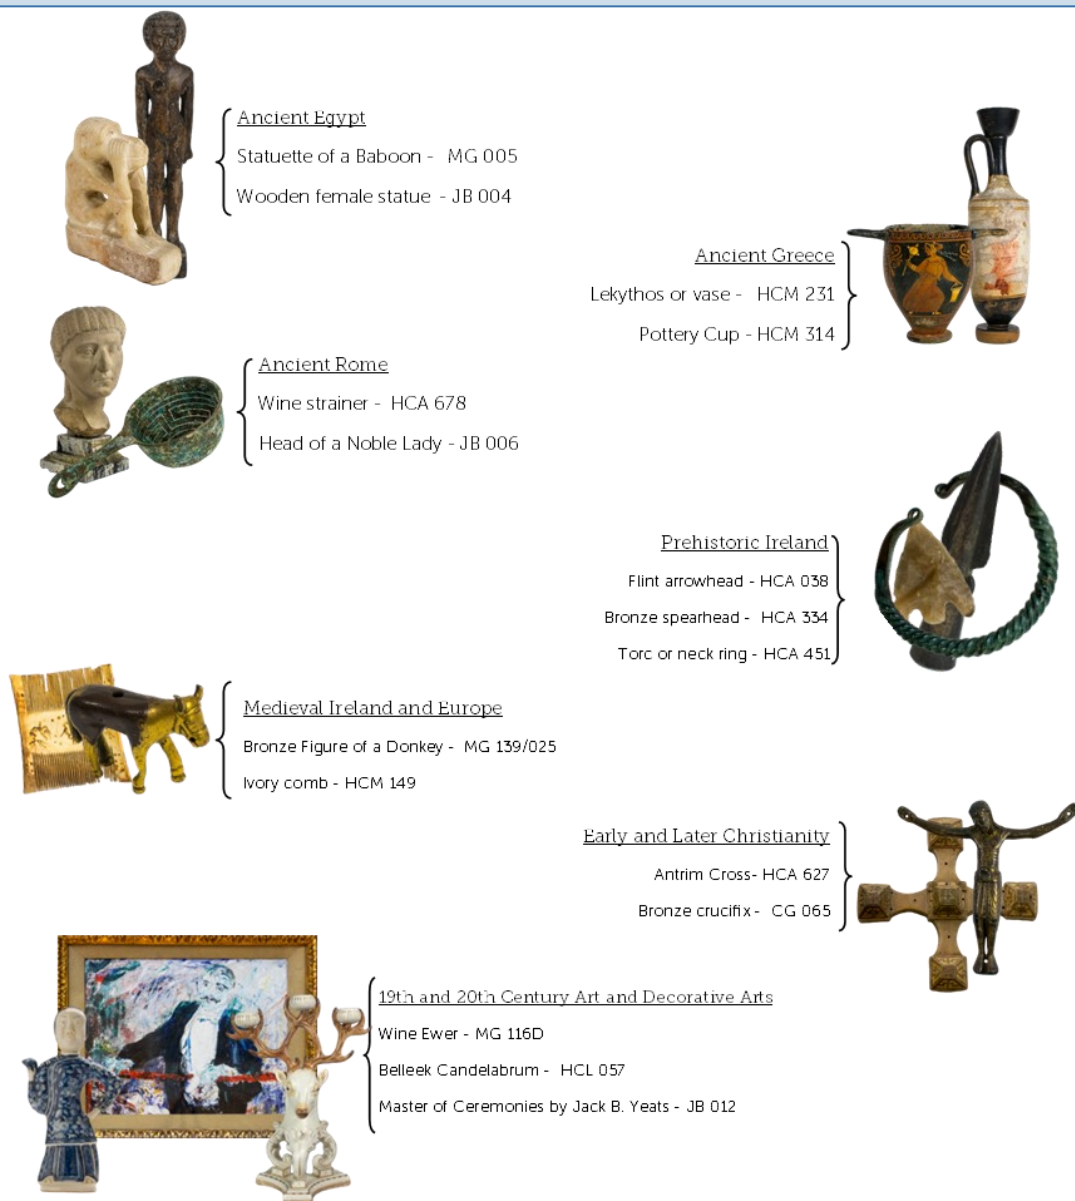 Ancient Egypt
Statuette of a Baboon - MG 005
Wooden female statue - JB 004
Ancient Greece
Lekythos or vase - HCM 231
Pottery Cup - HCM 314
Ancient Rome
Wine strainer - HCA 678
Head of a Noble Lady - JB 006
Prehistoric Ireland
Flint arrowhead - HCA 038
Bronze spearhead - HCA 334
Torc or neck ring - HCA 451
Medieval Ireland and Europe
Bronze Figure of a Donkey - MG 139/025
Ivory comb - HCM 149
Early and Later Christianity
Antrim Cross- HCA 627
Bronze crucifix - CG 065
19th and 20th Century Art and Decorative Arts
Wine Ewer - MG 116D
Belleek Candelabrum - HCL 057
Master of Ceremonies by Jack B. Yeats - JB 012